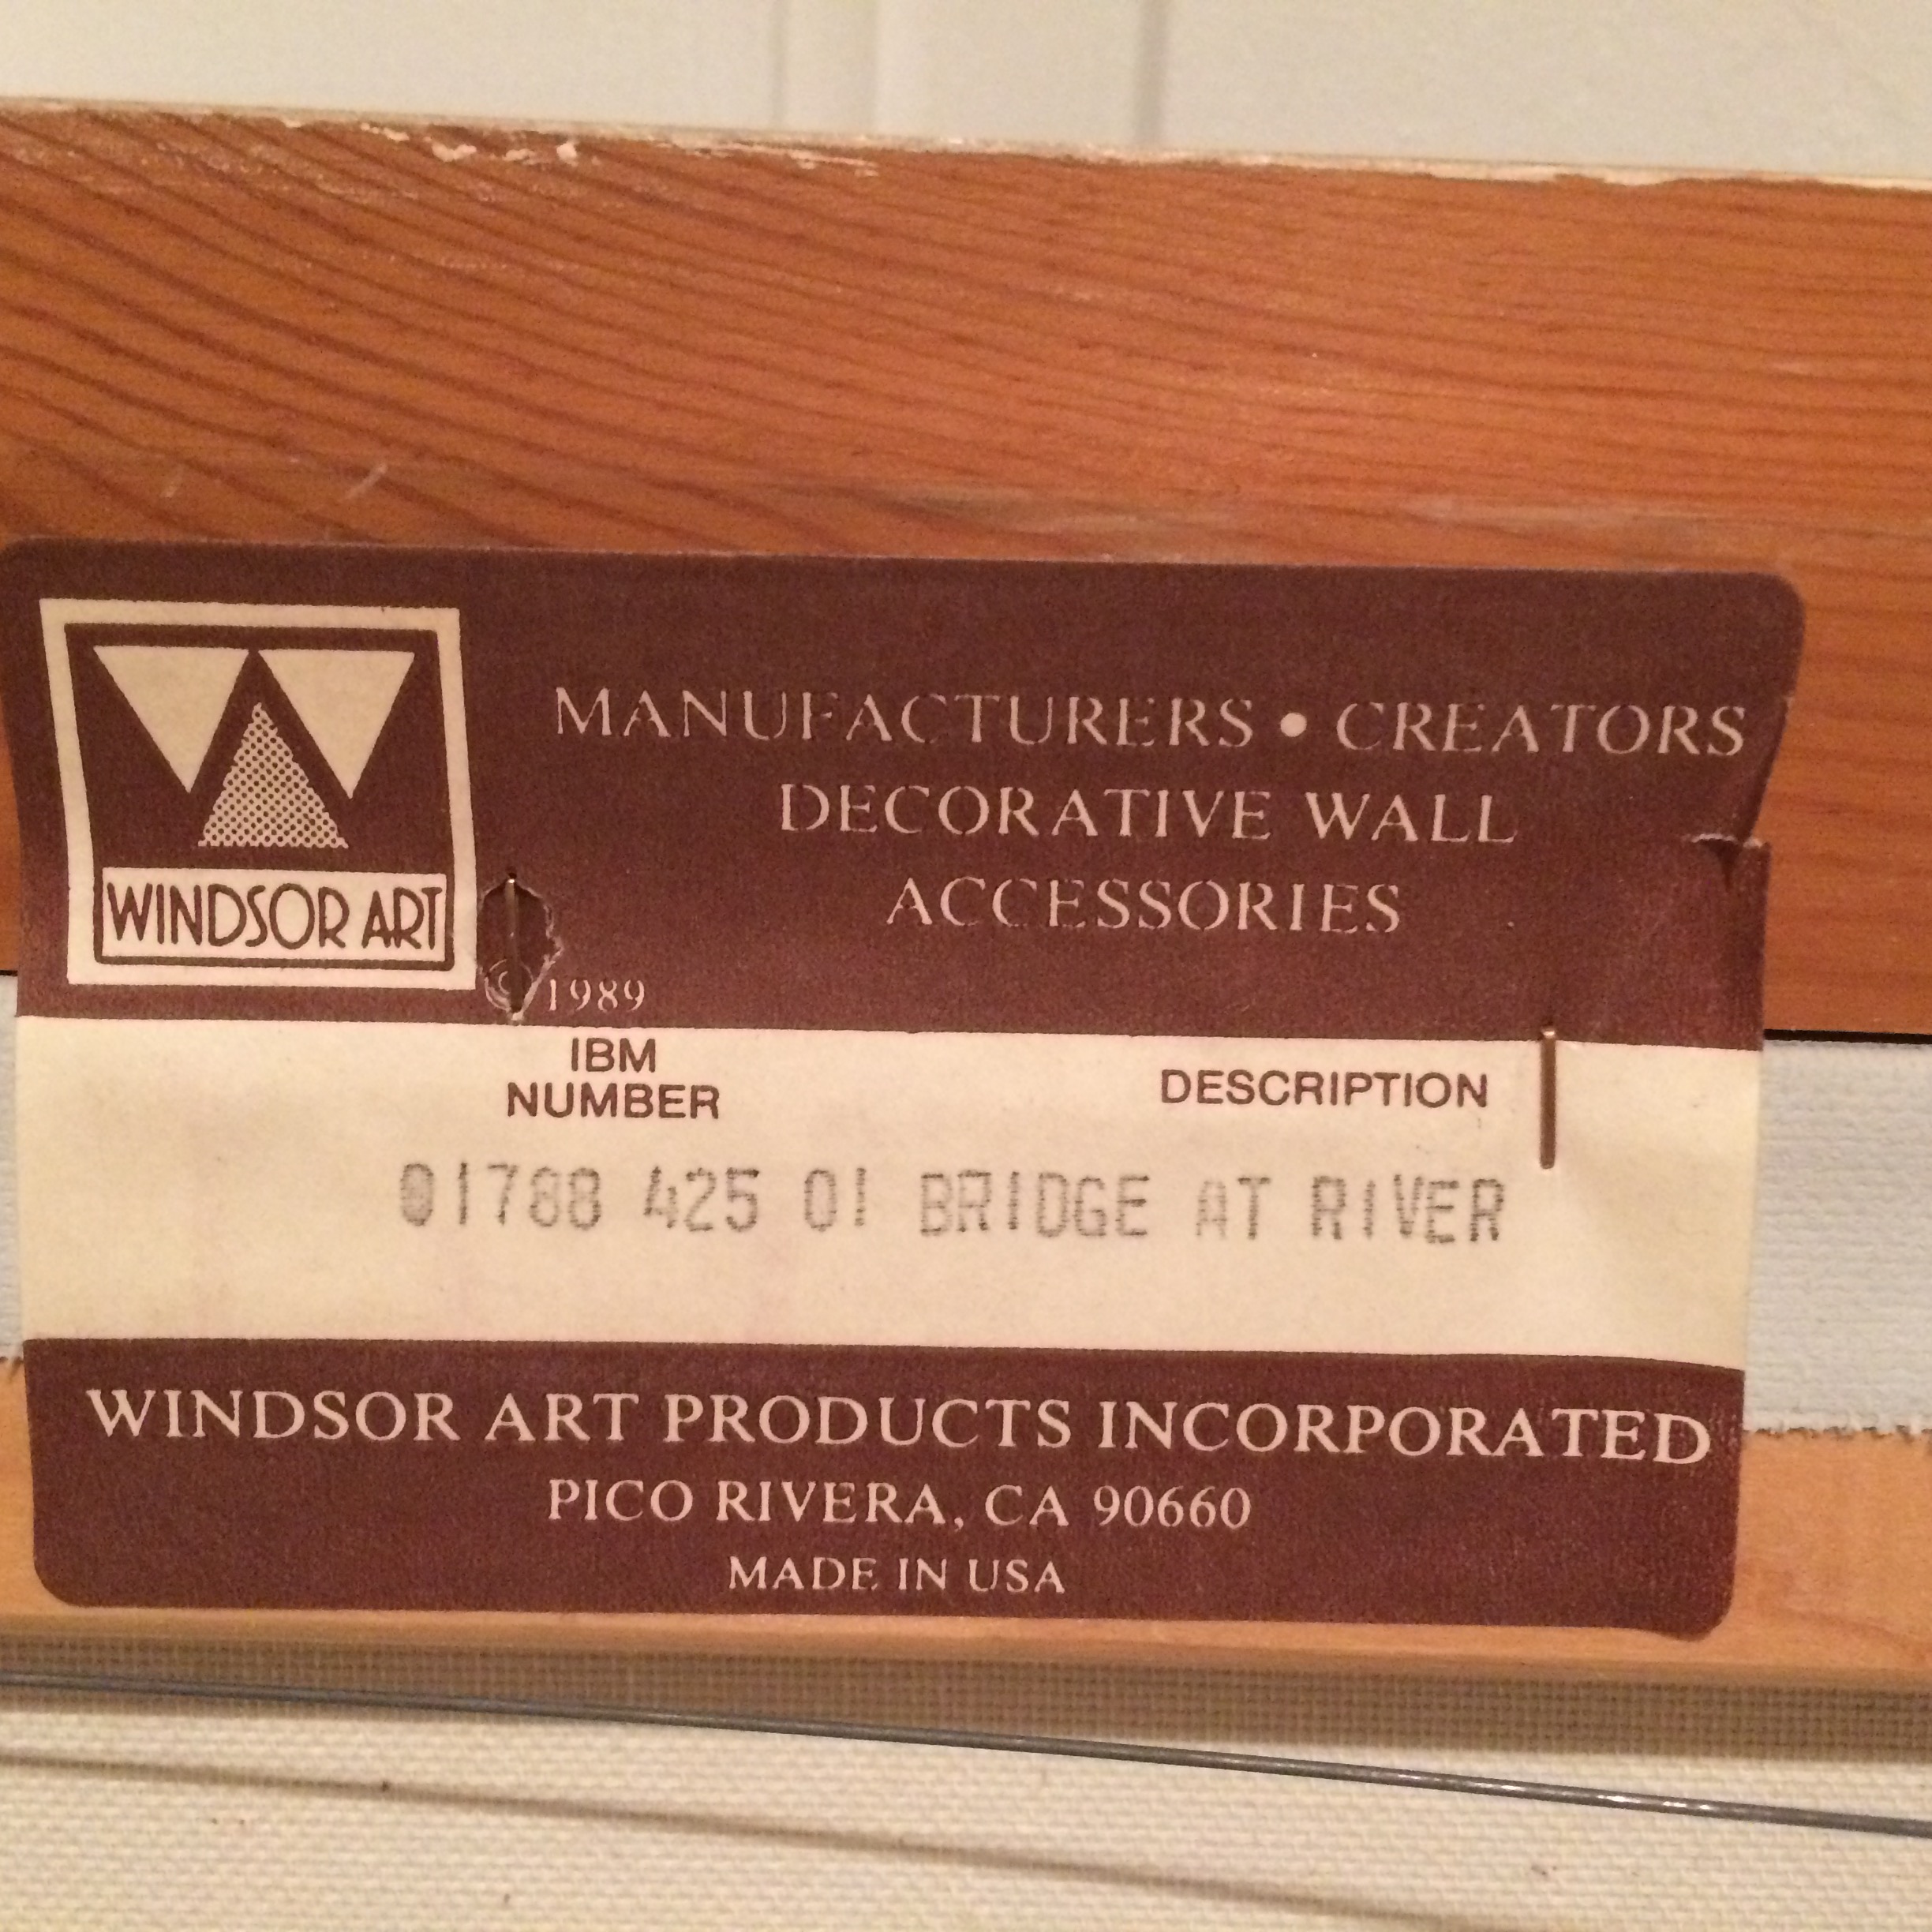 WINDSOR ART
MANUFACTURERS • CREATORS
DECORATIVE WALL
ACCESSORIES
© 1989
IBM
NUMBER
DESCRIPTION
01788 425 01 BRIDGE AT RIVER
WINDSOR ART PRODUCTS INCORPORATED
PICO RIVERA, CA 90660
MADE IN USA